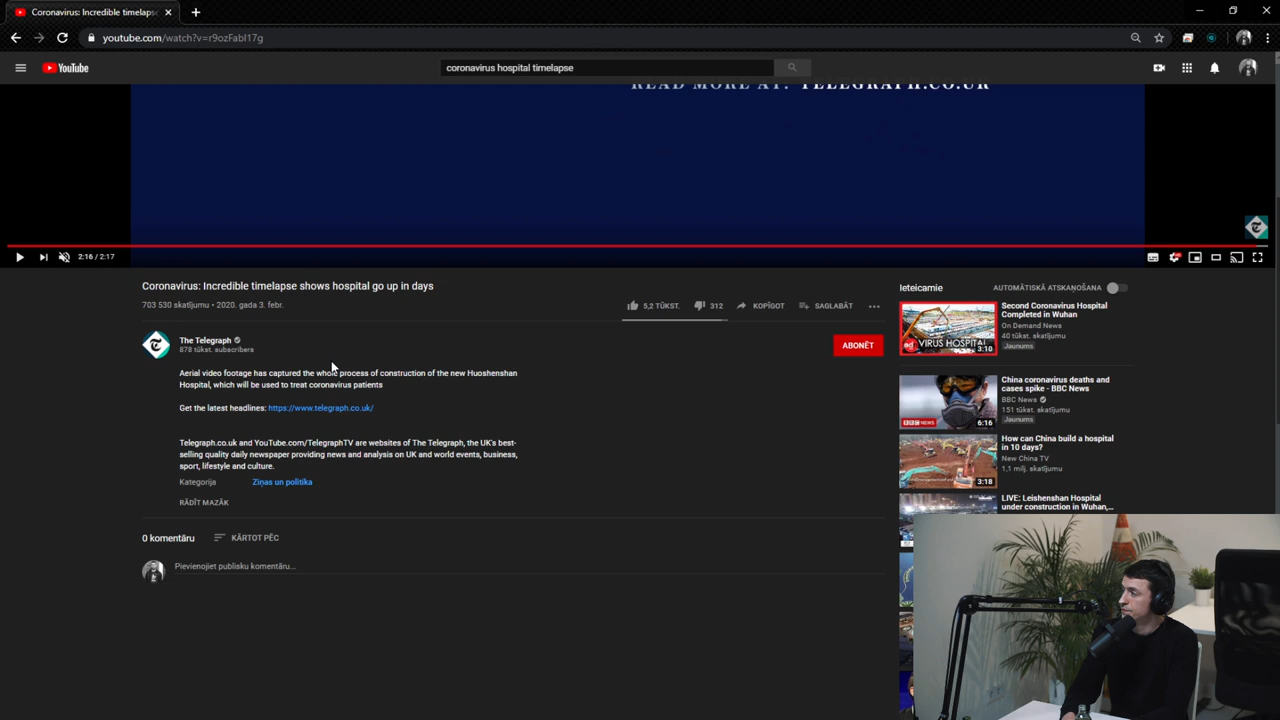 Coronavirus: Incredible timelapse
youtube.com/watch?v=r9ozFabI17g
YouTube
coronavirus hospital timelapse
READ MORE AT: TELEGRAPH.CO.UK
2:16 / 2:17
Coronavirus: Incredible timelapse shows hospital go up in days
703 530 skatījumu • 2020. gada 3. febr.
5,2 TŪKST.
312
KOPĪGOT
SAGLABĀT
The Telegraph
878 tūkst. subscribers
ABONĒT
Aerial video footage has captured the whole process of construction of the new Huoshenshan
Hospital, which will be used to treat coronavirus patients
Get the latest headlines: https://www.telegraph.co.uk/
Telegraph.co.uk and YouTube.com/TelegraphTV are websites of The Telegraph, the UK's best-
selling quality daily newspaper providing news and analysis on UK and world events, business,
sport, lifestyle and culture.
Kategorija
Ziņas un politika
RĀDĪT MAZĀK
0 komentāru
KĀRTOT PĒC
Pievienojiet publisku komentāru...
Ieteicamie
AUTOMĀTISKĀ ATSKAŅOŠANA
VIRUS HOSPITAL
3:10
Second Coronavirus Hospital
Completed in Wuhan
On Demand News
40 tūkst. skatījumu
Jaunums
BBC NEWS
6:16
China coronavirus deaths and
cases spike - BBC News
BBC News
151 tūkst. skatījumu
Jaunums
3:18
How can China build a hospital
in 10 days?
New China TV
1,1 milj. skatījumu
LIVE: Leishenshan Hospital
under construction in Wuhan,...